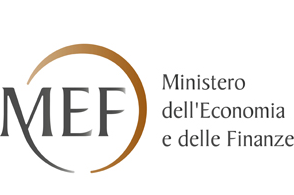 MEF
Ministero
dell'Economia
e delle Finanze